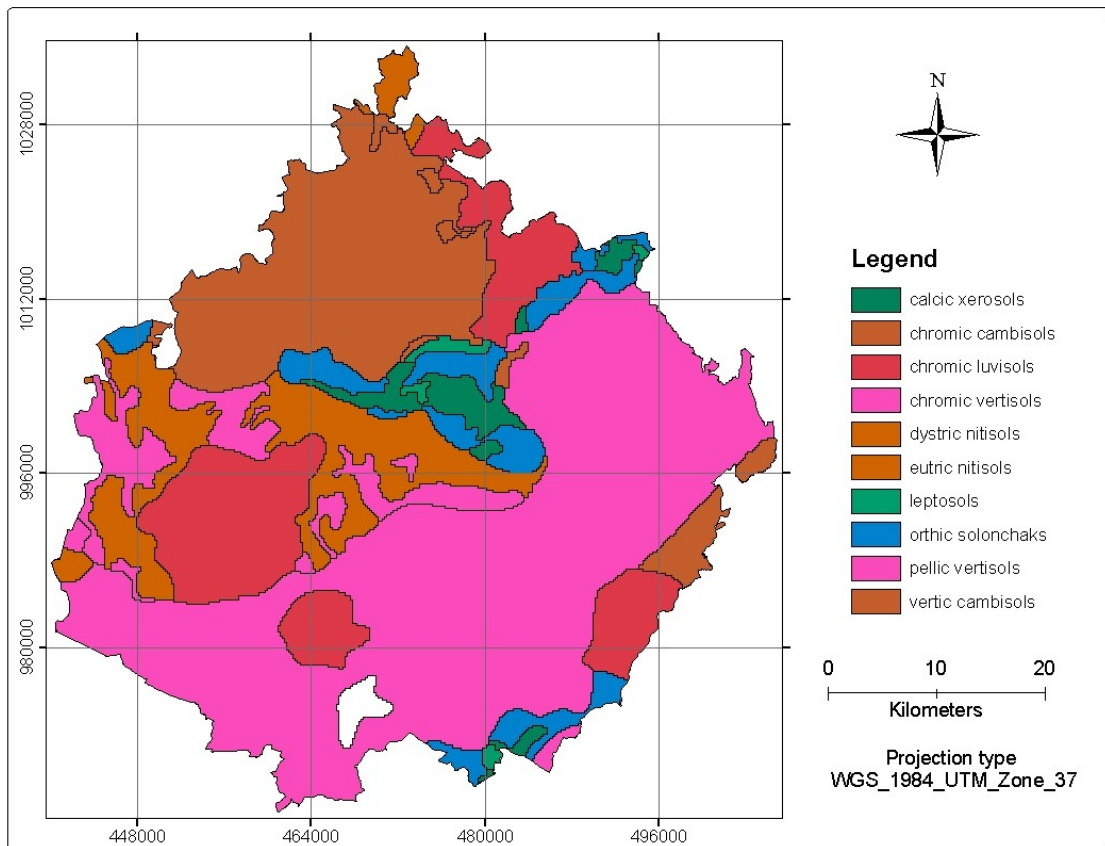 N
1028000
1012000
996000
980000
448000
464000
480000
496000
Legend
calcic xerosols
chromic cambisols
chromic luvisols
chromic vertisols
dystric nitisols
eutric nitisols
leptosols
orthic solonchaks
pellic vertisols
vertic cambisols
0 10 20
Kilometers
Projection type
WGS_1984_UTM_Zone_37